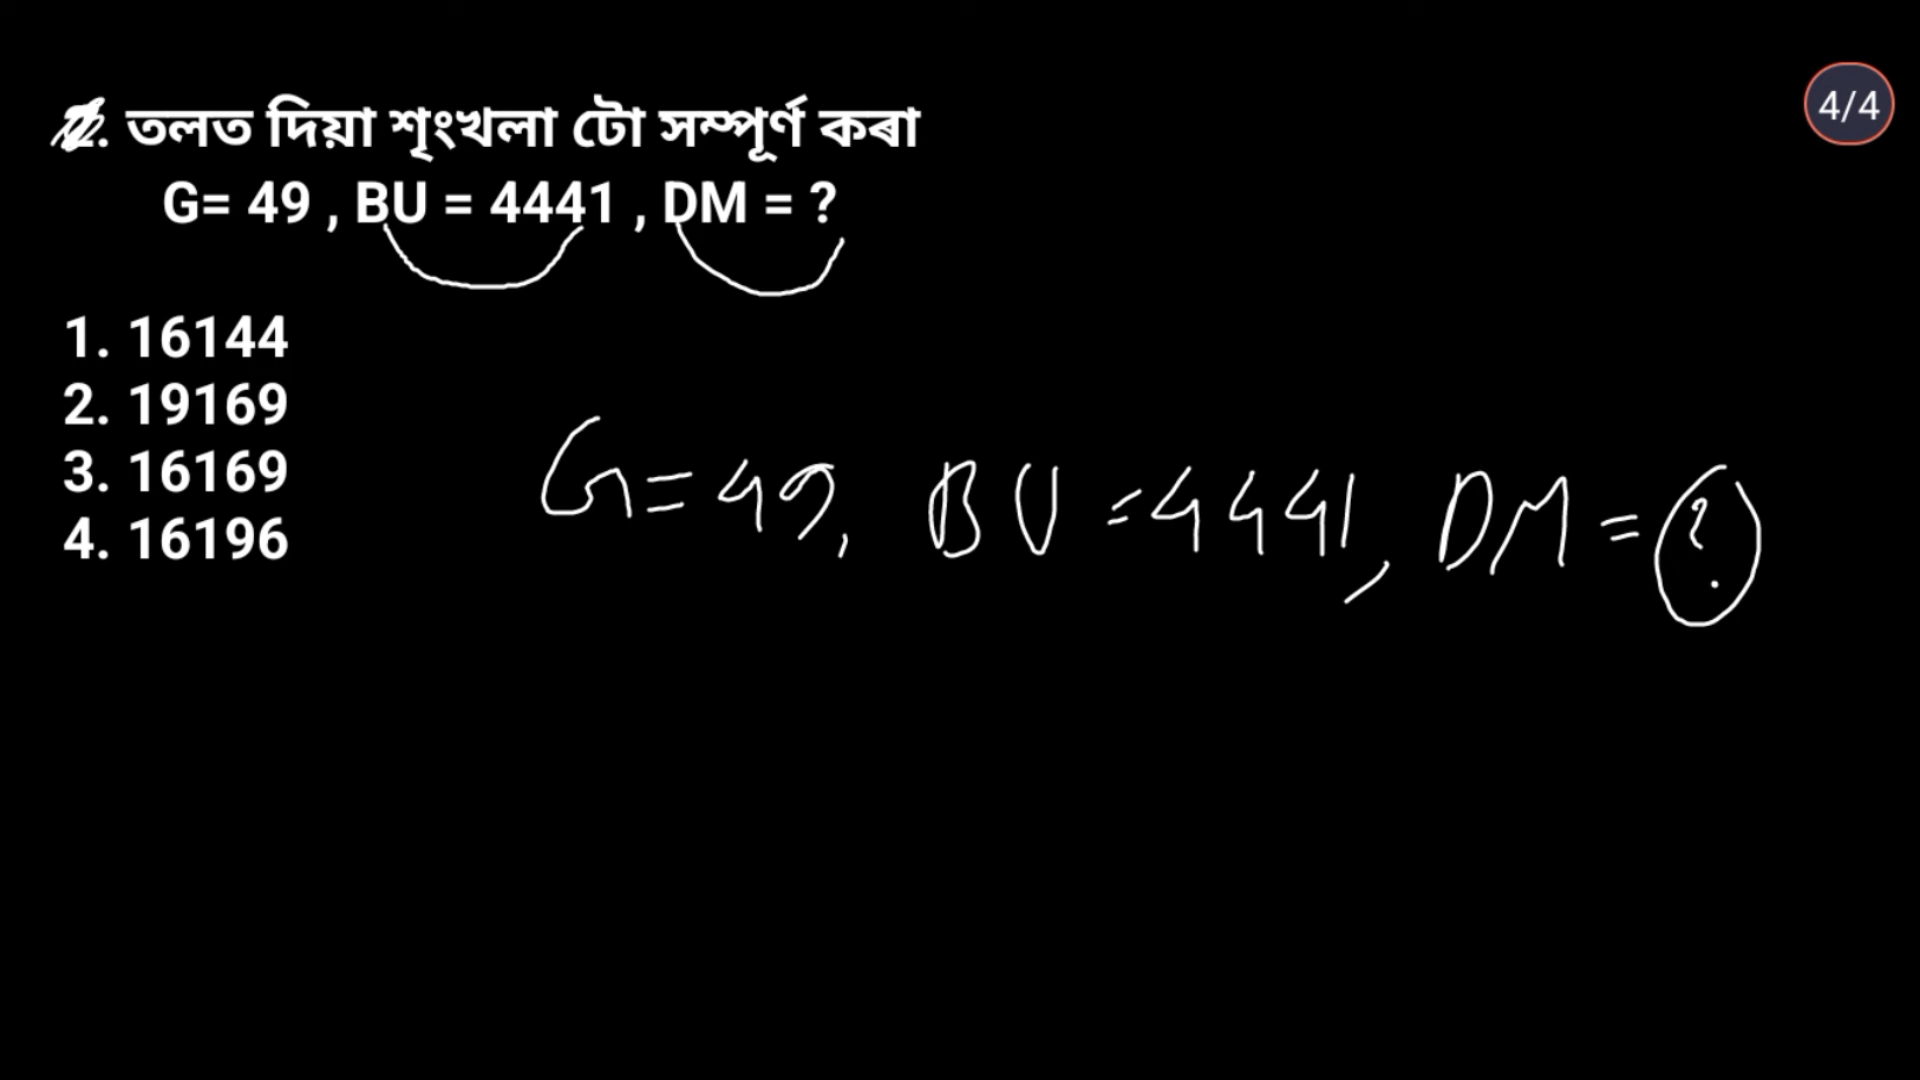 4/4
2. তলত দিয়া শৃংখলা টো সম্পূৰ্ণ কৰা
G= 49 , BU = 4441 , DM = ?
1. 16144
2. 19169
3. 16169
4. 16196
G=49, BU=4441, DM=?